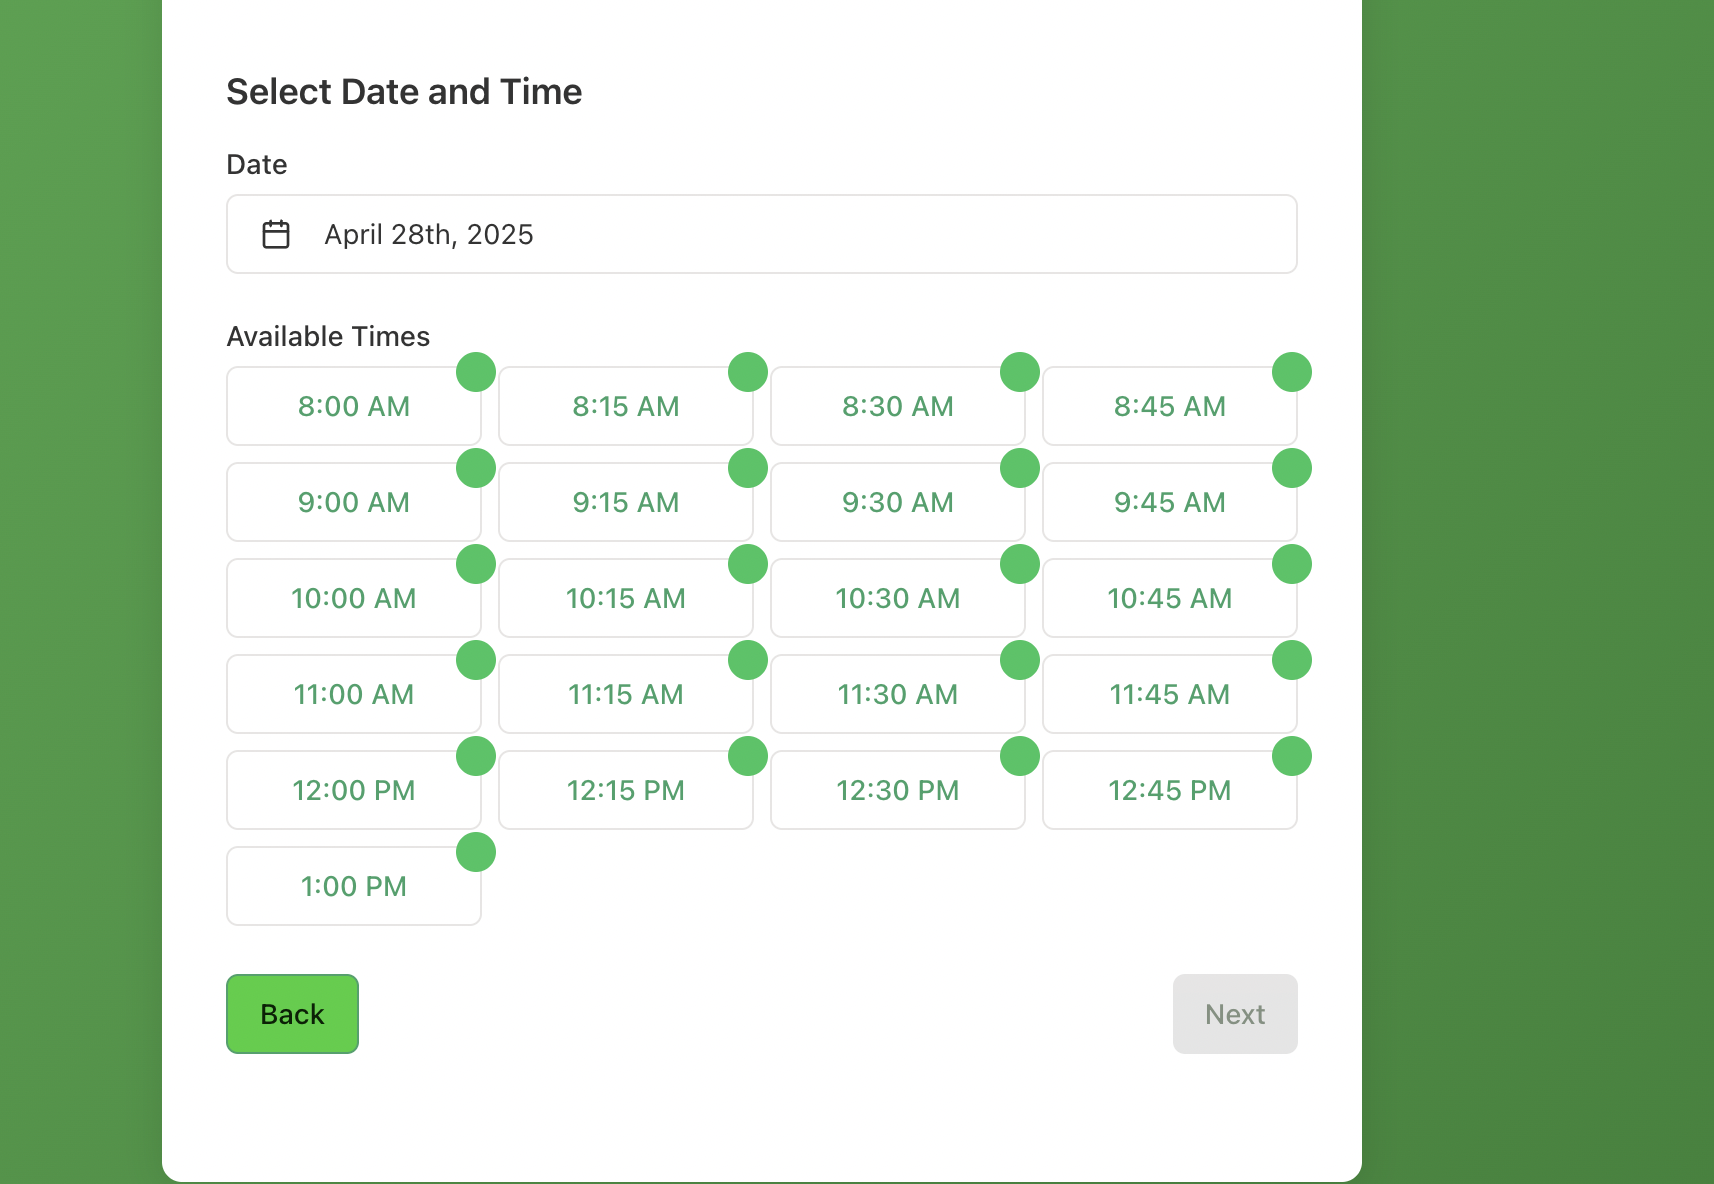 Select Date and Time
Date
April 28th, 2025
Available Times
8:00 AM 8:15 AM 8:30 AM 8:45 AM
9:00 AM 9:15 AM 9:30 AM 9:45 AM
10:00 AM 10:15 AM 10:30 AM 10:45 AM
11:00 AM 11:15 AM 11:30 AM 11:45 AM
12:00 PM 12:15 PM 12:30 PM 12:45 PM
1:00 PM
Back Next